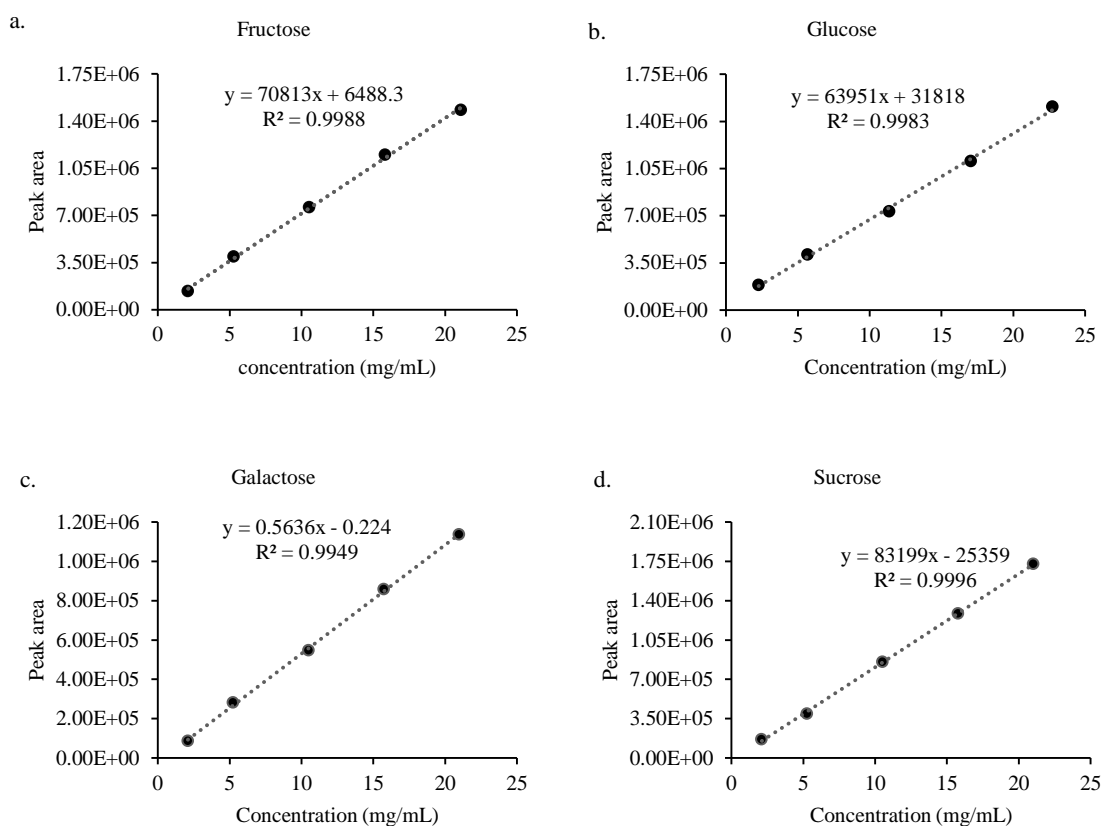 a.
Fructose
y = 70813x + 6488.3
R² = 0.9988
1.75E+06
1.40E+06
1.05E+06
7.00E+05
3.50E+05
0.00E+00
Peak area
0 5 10 15 20 25
concentration (mg/mL)
b.
Glucose
y = 63951x + 31818
R² = 0.9983
1.75E+06
1.40E+06
1.05E+06
7.00E+05
3.50E+05
0.00E+00
Paek area
0 5 10 15 20 25
Concentration (mg/mL)
c.
Galactose
y = 0.5636x - 0.224
R² = 0.9949
1.20E+06
1.00E+06
8.00E+05
6.00E+05
4.00E+05
2.00E+05
0.00E+00
Peak area
0 5 10 15 20 25
Concentration (mg/mL)
d.
Sucrose
y = 83199x - 25359
R² = 0.9996
2.10E+06
1.75E+06
1.40E+06
1.05E+06
7.00E+05
3.50E+05
0.00E+00
Peak area
0 5 10 15 20 25
Concentration (mg/mL)